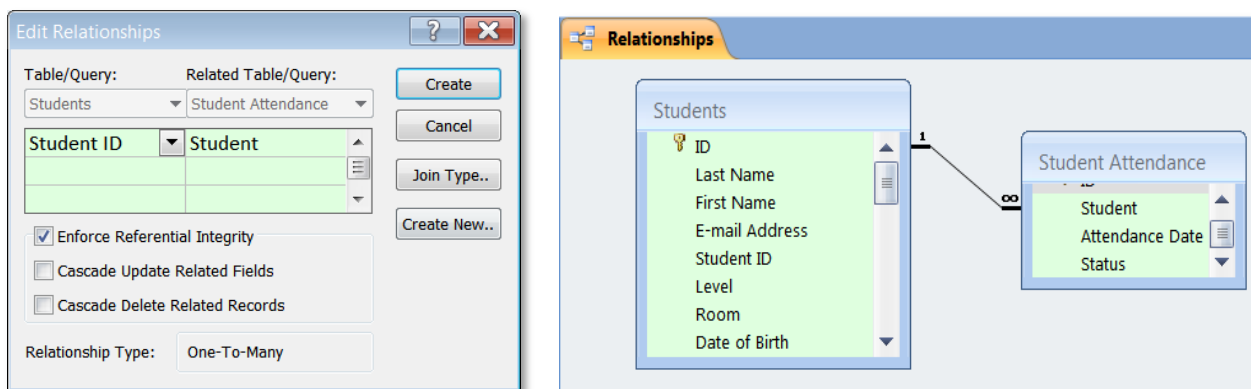 Edit Relationships
?
Table/Query: Related Table/Query:
Students Student Attendance
Student ID Student
Enforce Referential Integrity
Cascade Update Related Fields
Cascade Delete Related Records
Relationship Type: One-To-Many
Create
Cancel
Join Type..
Create New..
Relationships
Students
ID
Last Name
First Name
E-mail Address
Student ID
Level
Room
Date of Birth
1
∞
Student Attendance
Student
Attendance Date
Status